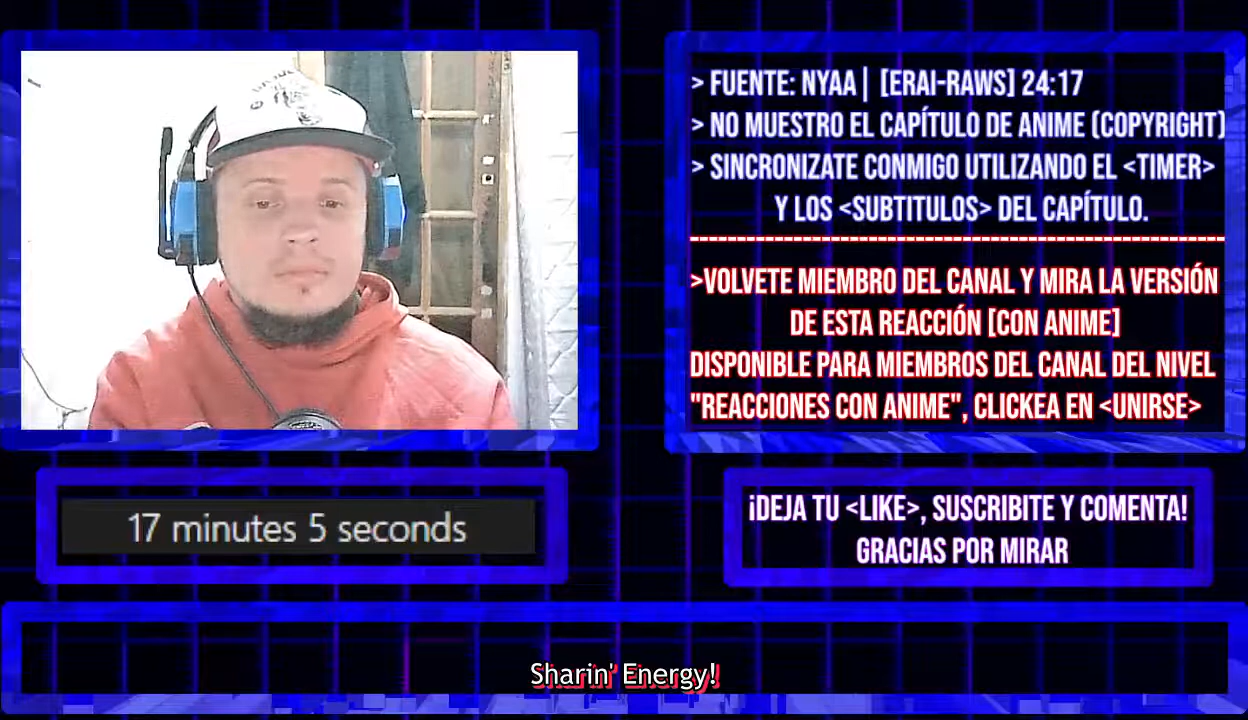 > FUENTE: NYAA | [ERAI-RAWS] 24:17
> NO MUESTRO EL CAPÍTULO DE ANIME (COPYRIGHT)
> SINCRONIZATE CONMIGO UTILIZANDO EL <TIMER>
Y LOS <SUBTITULOS> DEL CAPÍTULO.
>VOLVETE MIEMBRO DEL CANAL Y MIRA LA VERSIÓN
DE ESTA REACCIÓN [CON ANIME]
DISPONIBLE PARA MIEMBROS DEL CANAL DEL NIVEL
"REACCIONES CON ANIME", CLICKEA EN <UNIRSE>
17 minutes 5 seconds
¡DEJA TU <LIKE>, SUSCRIBITE Y COMENTA!
GRACIAS POR MIRAR
Sharin' Energy!